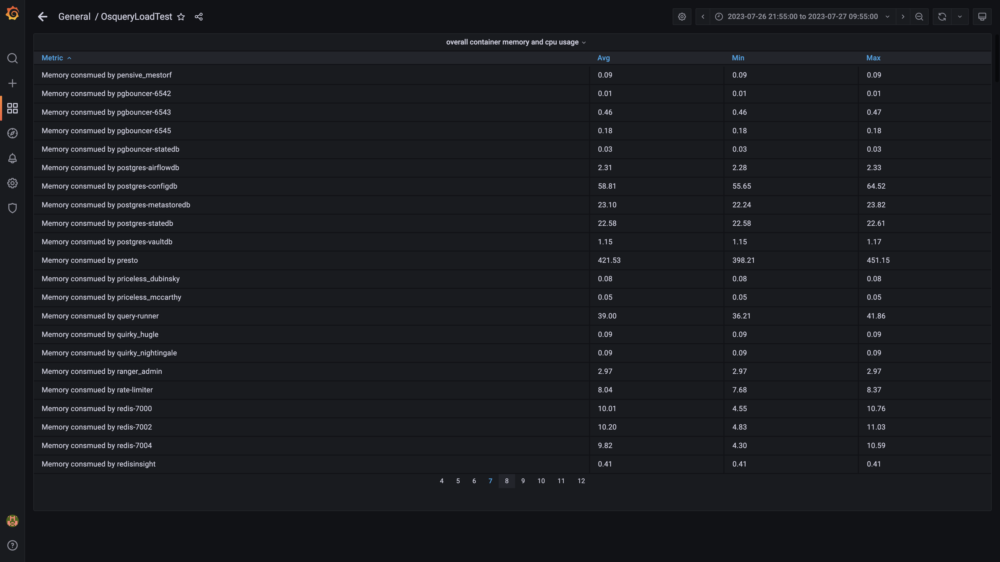 General / OsqueryLoadTest
2023-07-26 21:55:00 to 2023-07-27 09:55:00
overall container memory and cpu usage
Metric Avg Min Max
Memory consmued by pensive_mestorf 0.09 0.09 0.09
Memory consmued by pgbouncer-6542 0.01 0.01 0.01
Memory consmued by pgbouncer-6543 0.46 0.46 0.47
Memory consmued by pgbouncer-6545 0.18 0.18 0.18
Memory consmued by pgbouncer-statedb 0.03 0.03 0.03
Memory consmued by postgres-airflowdb 2.31 2.28 2.33
Memory consmued by postgres-configdb 58.81 55.65 64.52
Memory consmued by postgres-metastoredb 23.10 22.24 23.82
Memory consmued by postgres-statedb 22.58 22.58 22.61
Memory consmued by postgres-vaultdb 1.15 1.15 1.17
Memory consmued by presto 421.53 398.21 451.15
Memory consmued by priceless_dubinsky 0.08 0.08 0.08
Memory consmued by priceless_mccarthy 0.05 0.05 0.05
Memory consmued by query-runner 39.00 36.21 41.86
Memory consmued by quirky_hugle 0.09 0.09 0.09
Memory consmued by quirky_nightingale 0.09 0.09 0.09
Memory consmued by ranger_admin 2.97 2.97 2.97
Memory consmued by rate-limiter 8.04 7.68 8.37
Memory consmued by redis-7000 10.01 4.55 10.76
Memory consmued by redis-7002 10.20 4.83 11.03
Memory consmued by redis-7004 9.82 4.30 10.59
Memory consmued by redisinsight 0.41 0.41 0.41
4 5 6 7 8 9 10 11 12